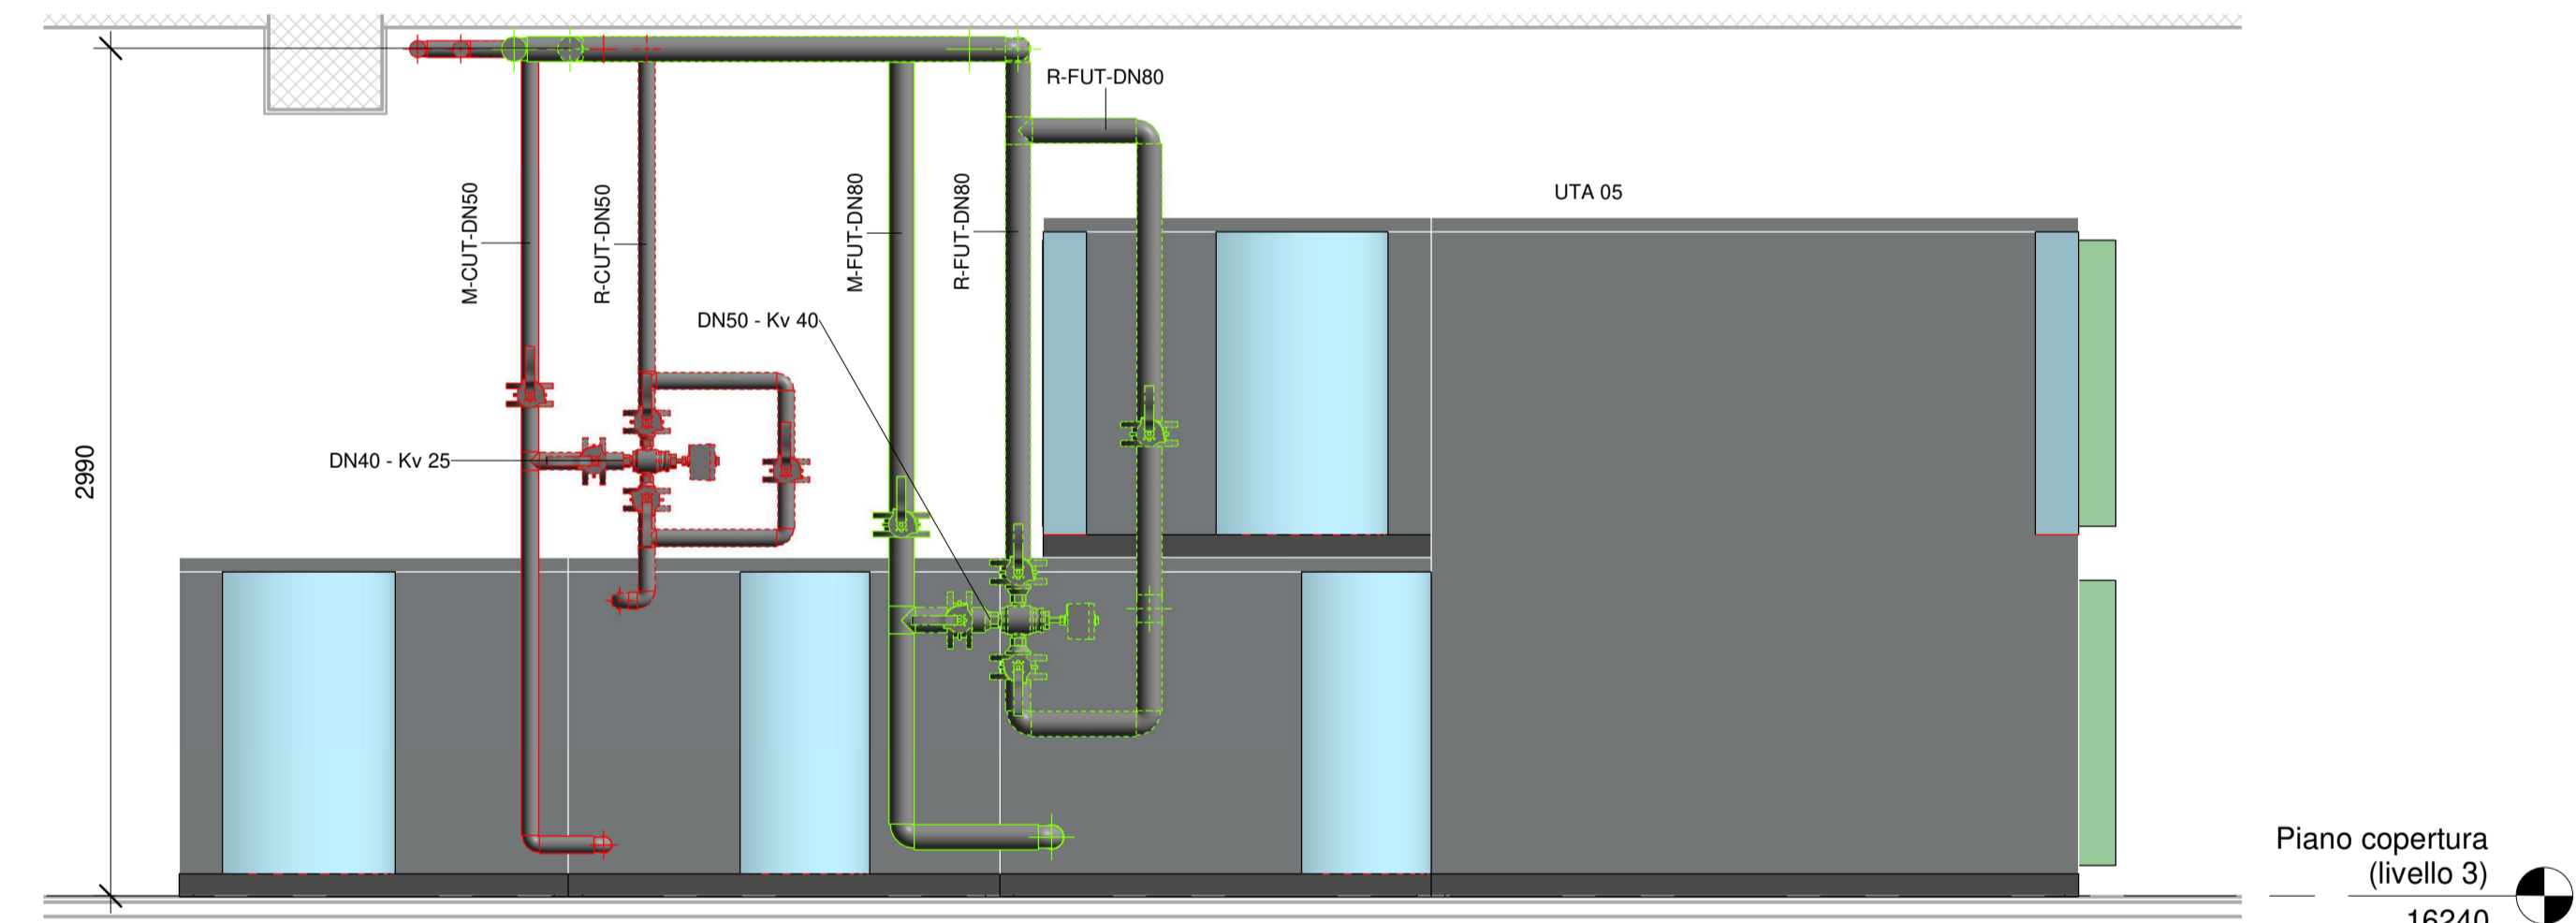 R-FUT-DN80
UTA 05
M-CUT-DN50
R-CUT-DN50
M-FUT-DN80
R-FUT-DN80
DN50 - Kv 40
DN40 - Kv 25
2990
Piano copertura
(livello 3)
16240